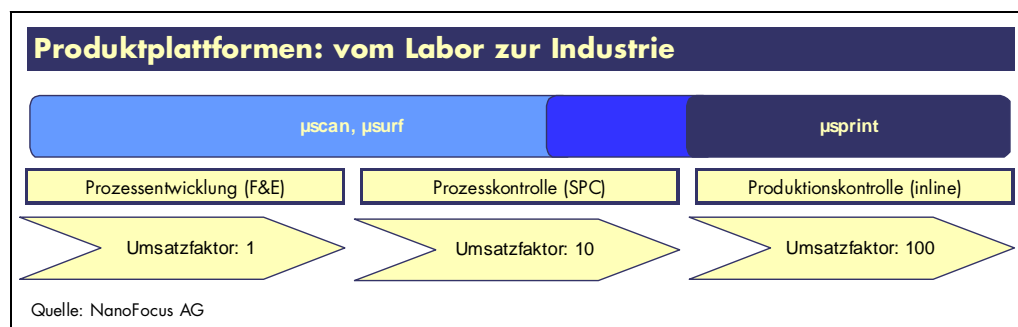 Produktplattformen: vom Labor zur Industrie
µscan, µsurf
µsprint
Prozessentwicklung (F&E)
Prozesskontrolle (SPC)
Produktionskontrolle (inline)
Umsatzfaktor: 1
Umsatzfaktor: 10
Umsatzfaktor: 100
Quelle: NanoFocus AG